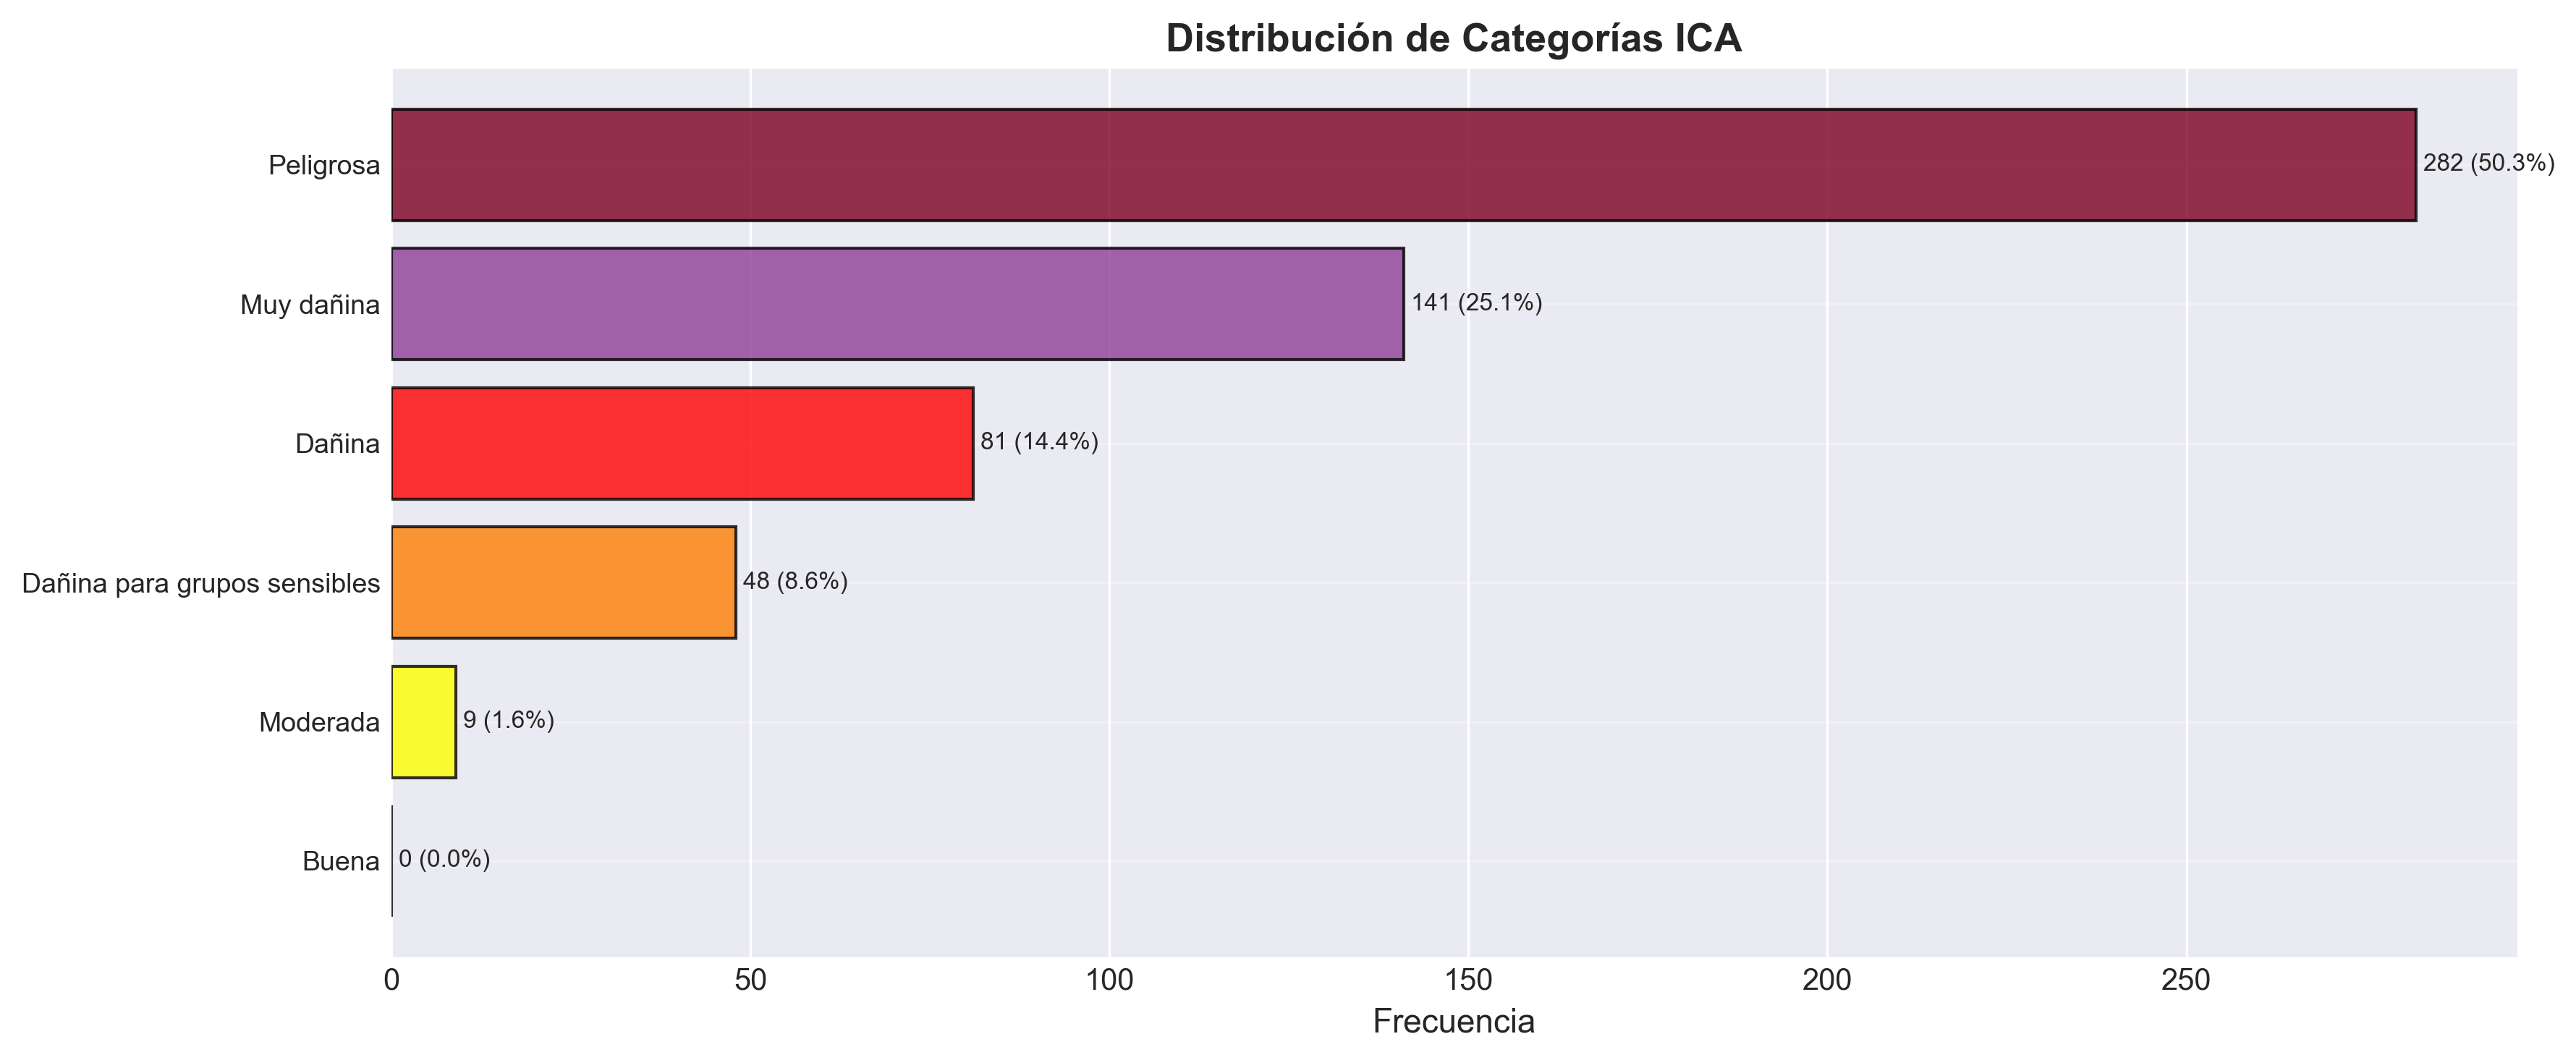 Distribución de Categorías ICA
Peligrosa
282 (50.3%)
Muy dañina
141 (25.1%)
Dañina
81 (14.4%)
Dañina para grupos sensibles
48 (8.6%)
Moderada
9 (1.6%)
Buena
0 (0.0%)
0 50 100 150 200 250
Frecuencia